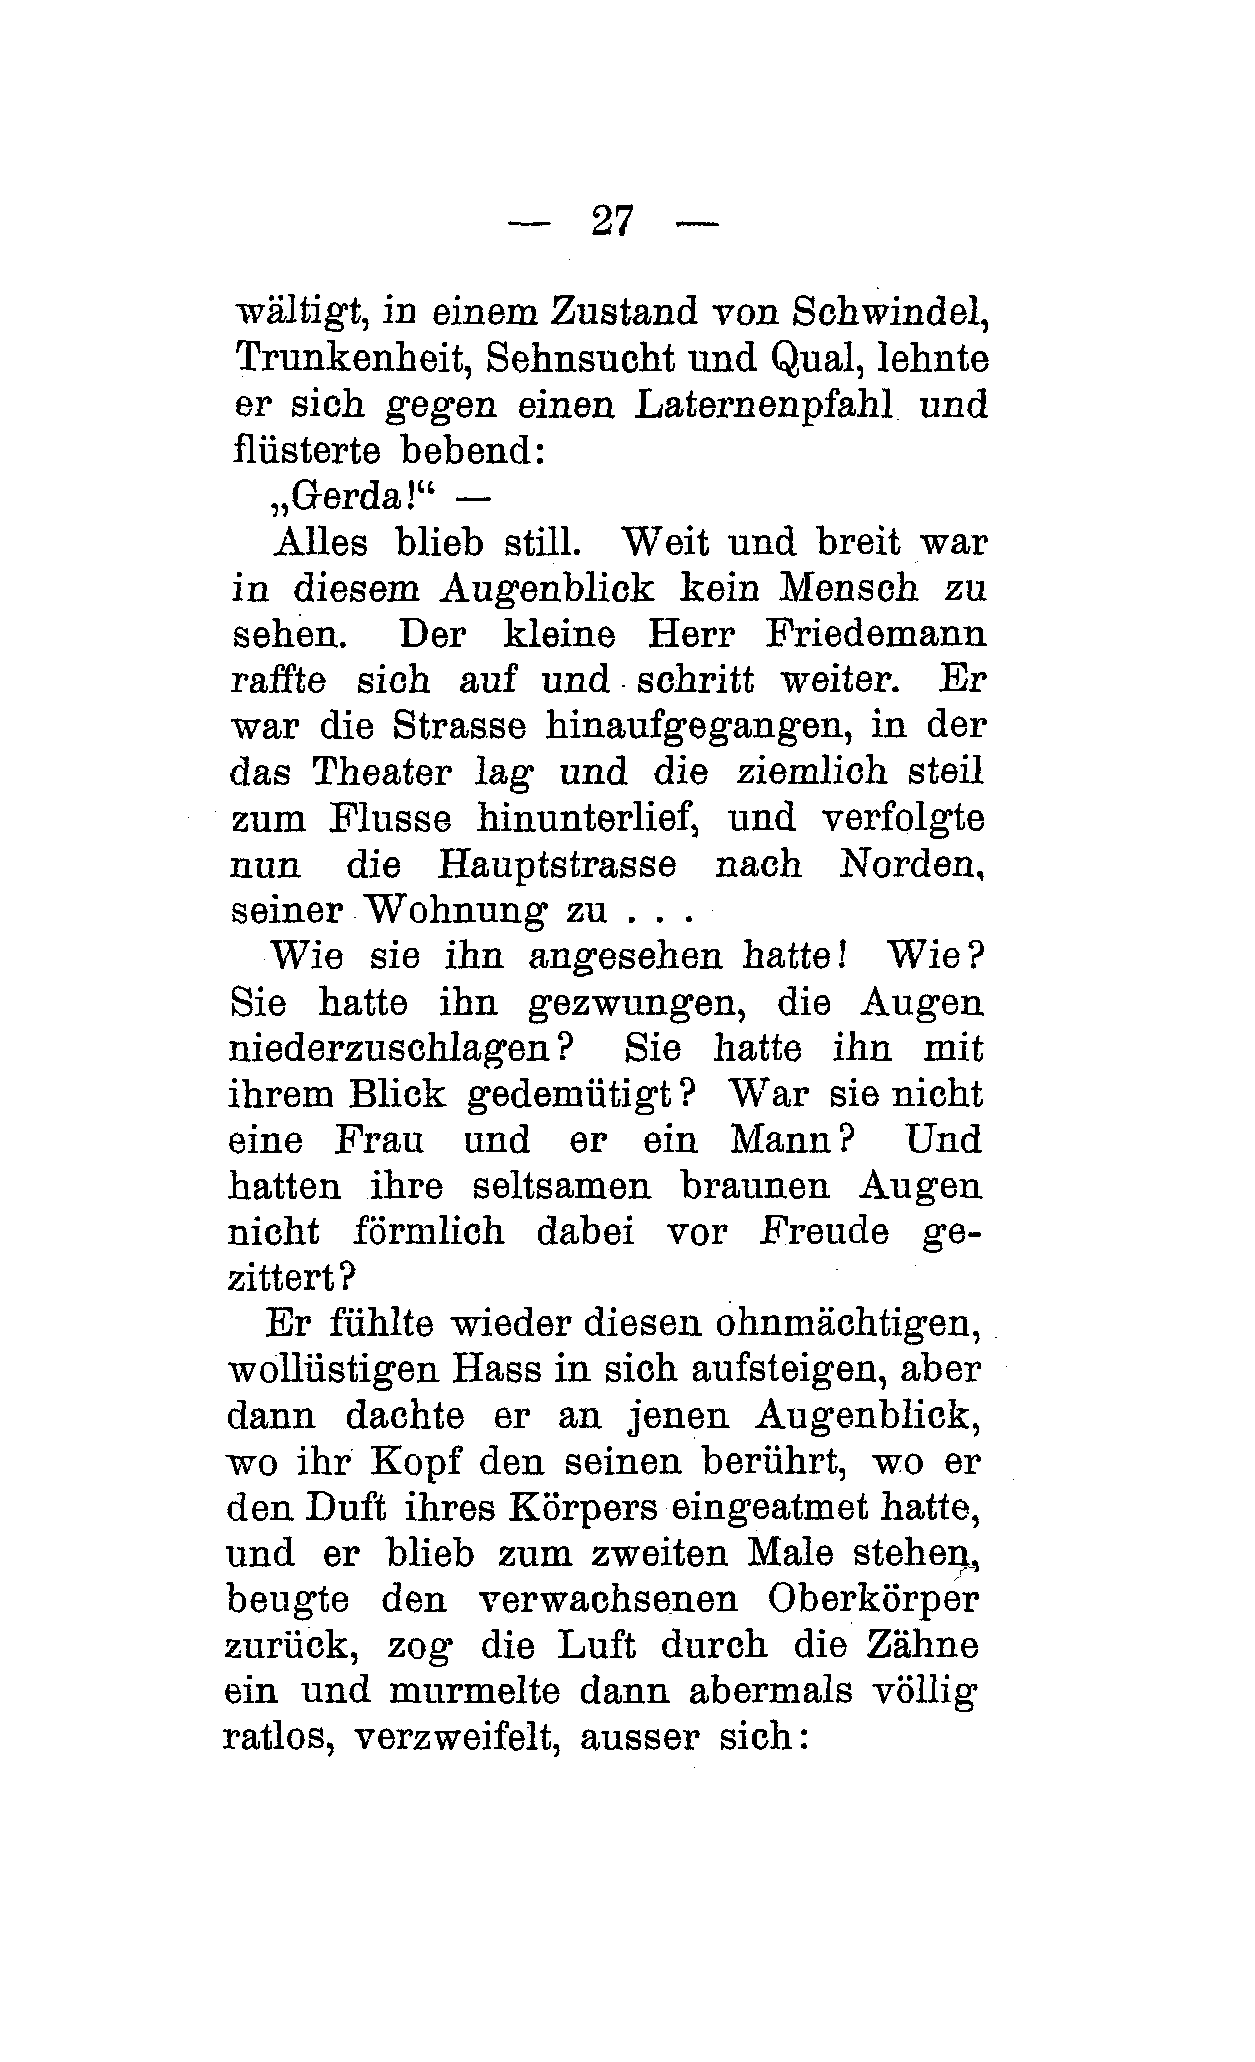 — 27 —
wältigt, in einem Zustand von Schwindel,
Trunkenheit, Sehnsucht und Qual, lehnte
er sich gegen einen Laternenpfahl und
flüsterte bebend:
„Gerda!“ —
Alles blieb still. Weit und breit war
in diesem Augenblick kein Mensch zu
sehen. Der kleine Herr Friedemann
raffte sich auf und schritt weiter. Er
war die Strasse hinaufgegangen, in der
das Theater lag und die ziemlich steil
zum Flusse hinunterlief, und verfolgte
nun die Hauptstrasse nach Norden,
seiner Wohnung zu . . .
Wie sie ihn angesehen hatte! Wie?
Sie hatte ihn gezwungen, die Augen
niederzuschlagen? Sie hatte ihn mit
ihrem Blick gedemütigt? War sie nicht
eine Frau und er ein Mann? Und
hatten ihre seltsamen braunen Augen
nicht förmlich dabei vor Freude ge-
zittert?
Er fühlte wieder diesen ohnmächtigen,
wollüstigen Hass in sich aufsteigen, aber
dann dachte er an jenen Augenblick,
wo ihr Kopf den seinen berührt, wo er
den Duft ihres Körpers eingeatmet hatte,
und er blieb zum zweiten Male stehen,
beugte den verwachsenen Oberkörper
zurück, zog die Luft durch die Zähne
ein und murmelte dann abermals völlig
ratlos, verzweifelt, ausser sich: